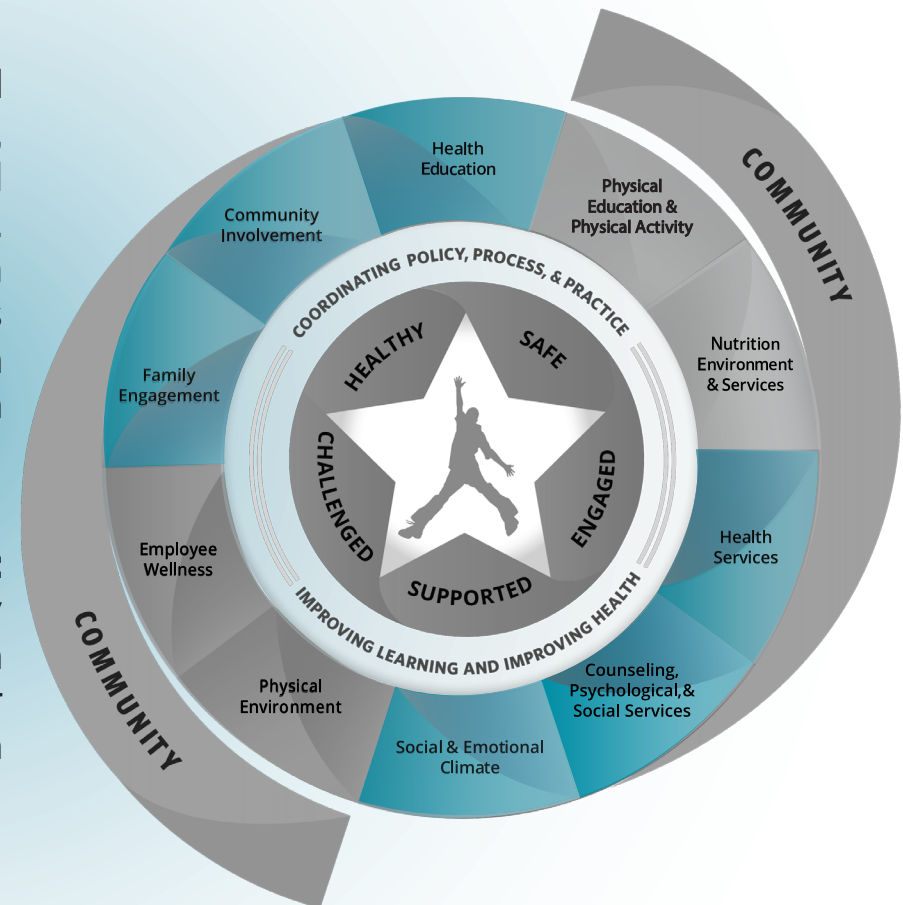 COMMUNITY
Health
Education
Physical
Education &
Physical Activity
Nutrition
Environment
& Services
Health
Services
Counseling,
Psychological,&
Social Services
Social & Emotional
Climate
Physical
Environment
Employee
Wellness
Family
Engagement
Community
Involvement
COORDINATING POLICY, PROCESS, & PRACTICE
IMPROVING LEARNING AND IMPROVING HEALTH
HEALTHY
SAFE
ENGAGED
SUPPORTED
CHALLENGED
COMMUNITY